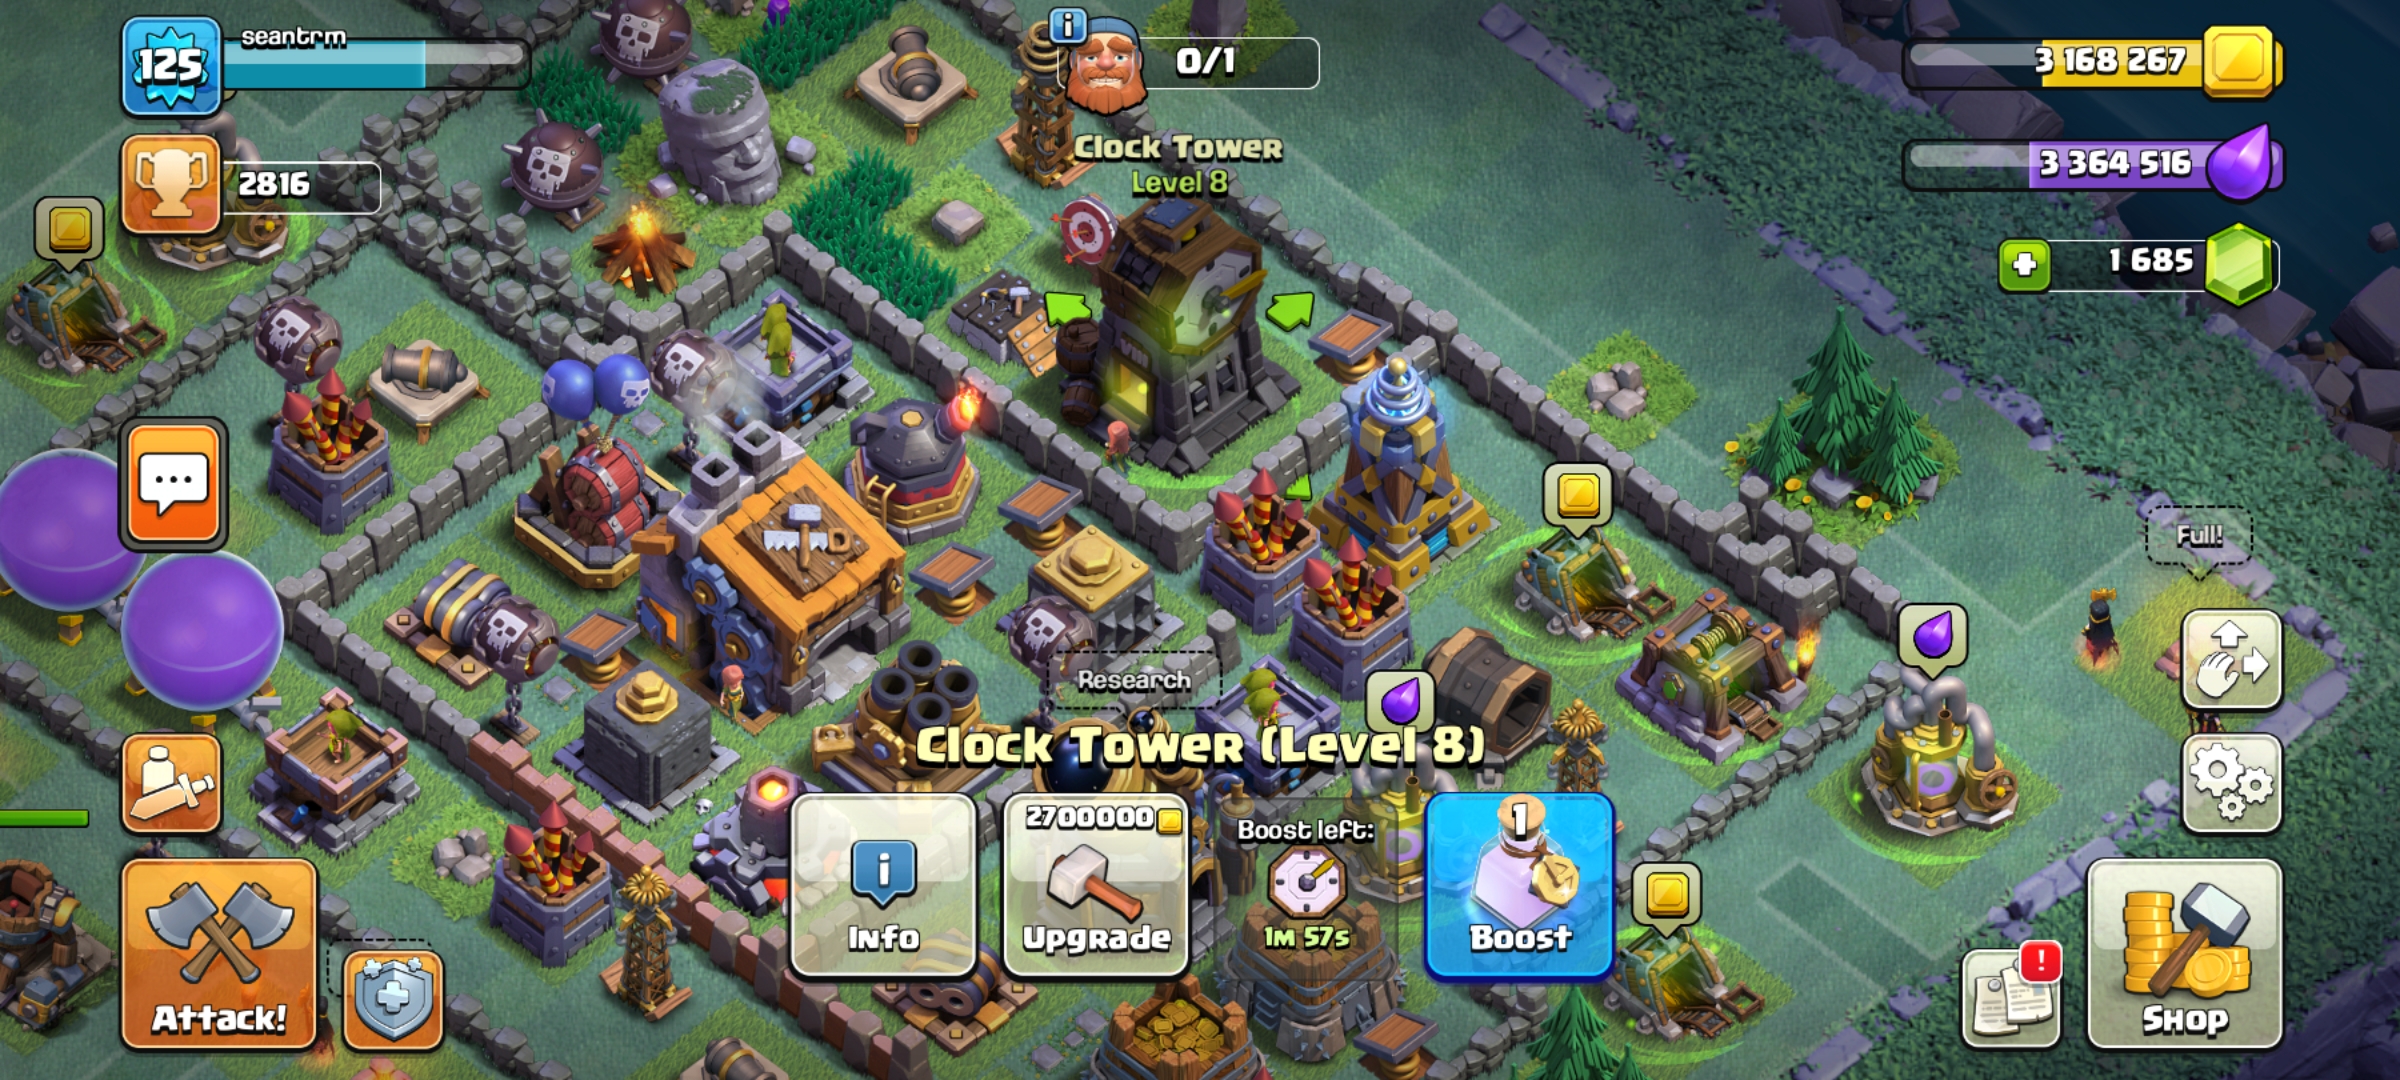 125
seantrm
0/1
3 168 267
2816
Clock Tower
Level 8
3 364 516
1 685
VIII
Full!
Research
Clock Tower (Level 8)
2700000
Boost left:
1
Info
Upgrade
1M 57s
Boost
!
Attack!
Shop